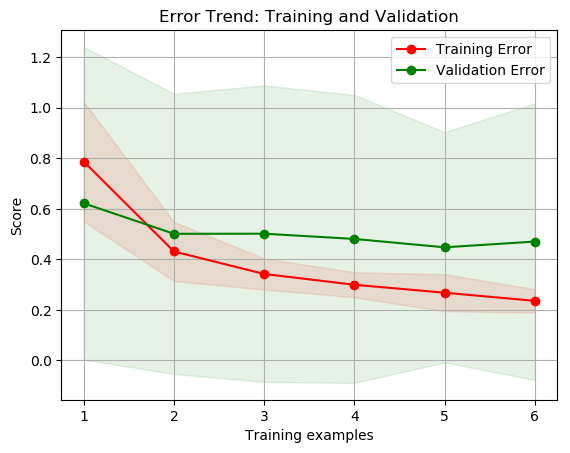 Error Trend: Training and Validation
Training Error
Validation Error
Score
1.2
1.0
0.8
0.6
0.4
0.2
0.0
1 2 3 4 5 6
Training examples